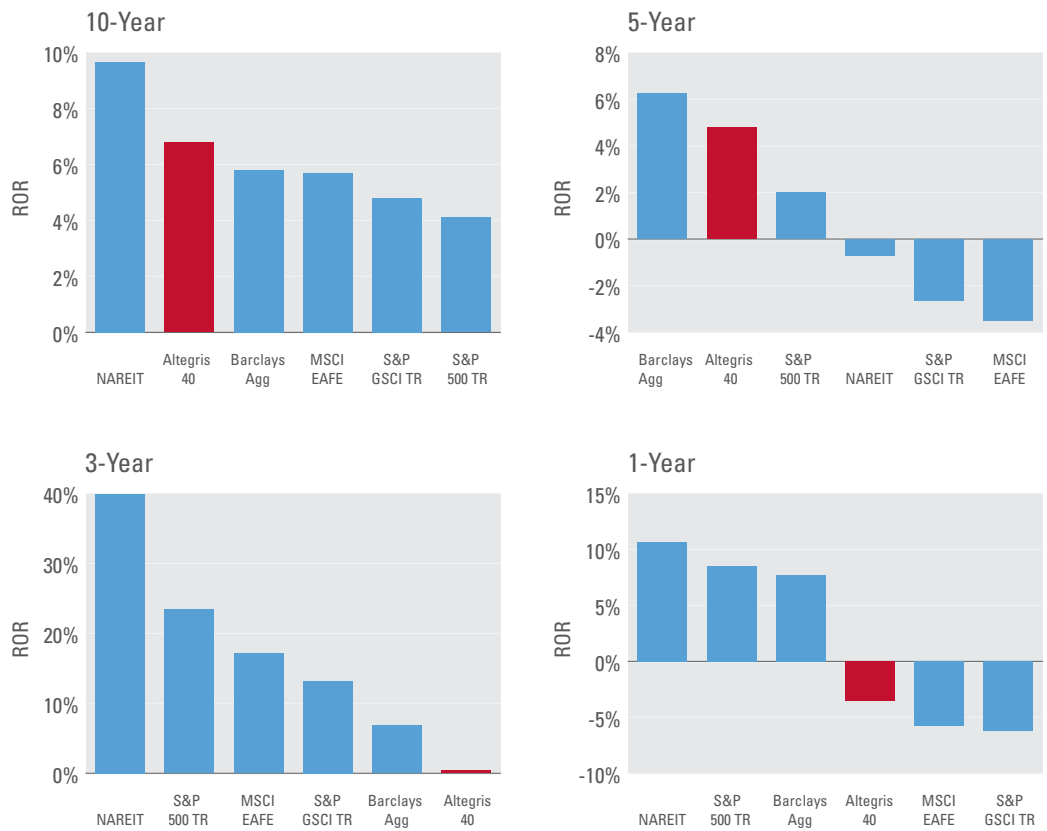 10-Year
10%
8%
6%
4%
2%
0%
ROR
NAREIT
Altegris
40
Barclays
Agg
MSCI
EAFE
S&P
GSCI TR
S&P
500 TR
5-Year
8%
6%
4%
2%
0%
-2%
-4%
ROR
Barclays
Agg
Altegris
40
S&P
500 TR
NAREIT
S&P
GSCI TR
MSCI
EAFE
3-Year
40%
30%
20%
10%
0%
ROR
NAREIT
S&P
500 TR
MSCI
EAFE
S&P
GSCI TR
Barclays
Agg
Altegris
40
1-Year
15%
10%
5%
0%
-5%
-10%
ROR
NAREIT
S&P
500 TR
Barclays
Agg
Altegris
40
MSCI
EAFE
S&P
GSCI TR